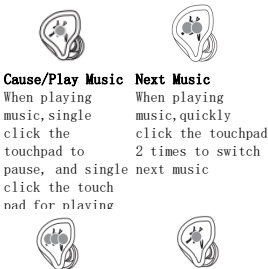 Cause/Play Music
When playing
music,single
click the
touchpad to
pause, and single
click the touch
pad for playing
Next Music
When playing
music,quickly
click the touchpad
2 times to switch
next music